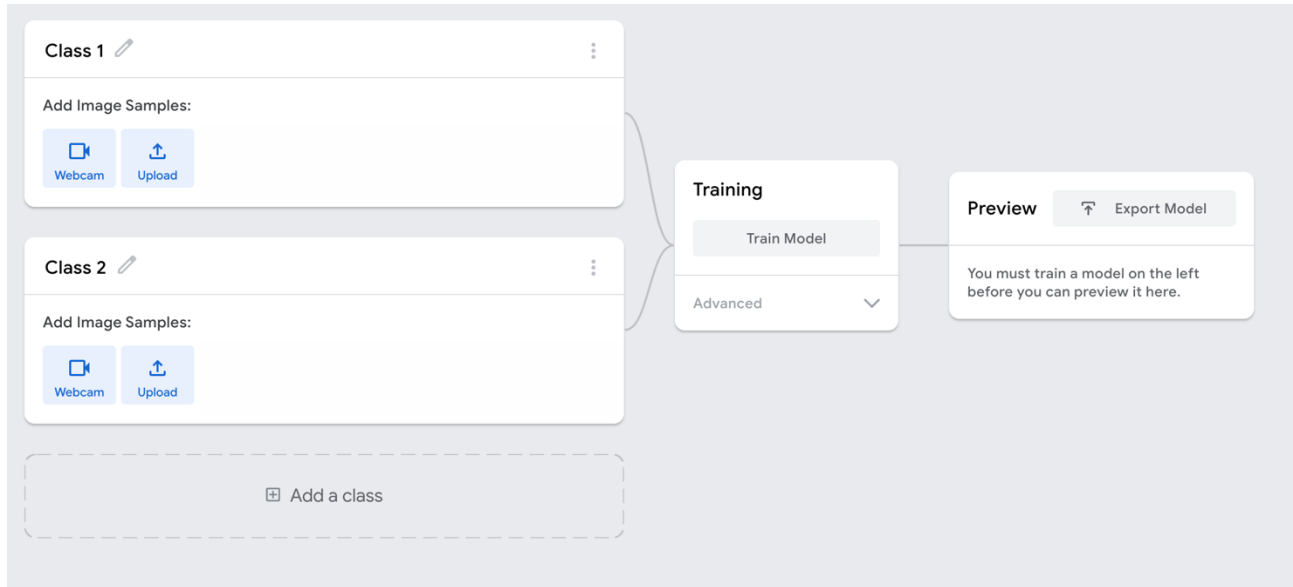 Class 1
Add Image Samples:
Webcam
Upload
Class 2
Add Image Samples:
Webcam
Upload
Add a class
Training
Train Model
Advanced
Preview
Export Model
You must train a model on the left
before you can preview it here.